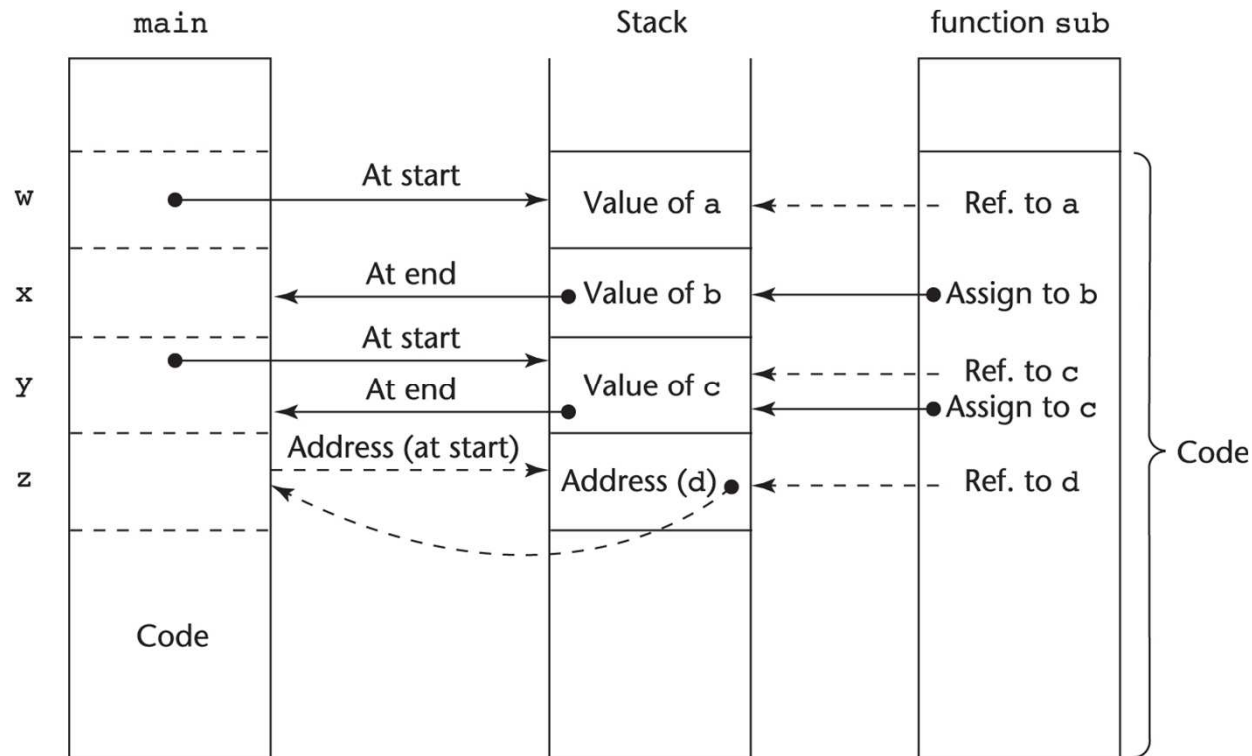 main
Stack
function sub
w
At start
Value of a
Ref. to a
x
At end
Value of b
Assign to b
y
At start
At end
Value of c
Ref. to c
Assign to c
z
Address (at start)
Address (d)
Ref. to d
Code
Code